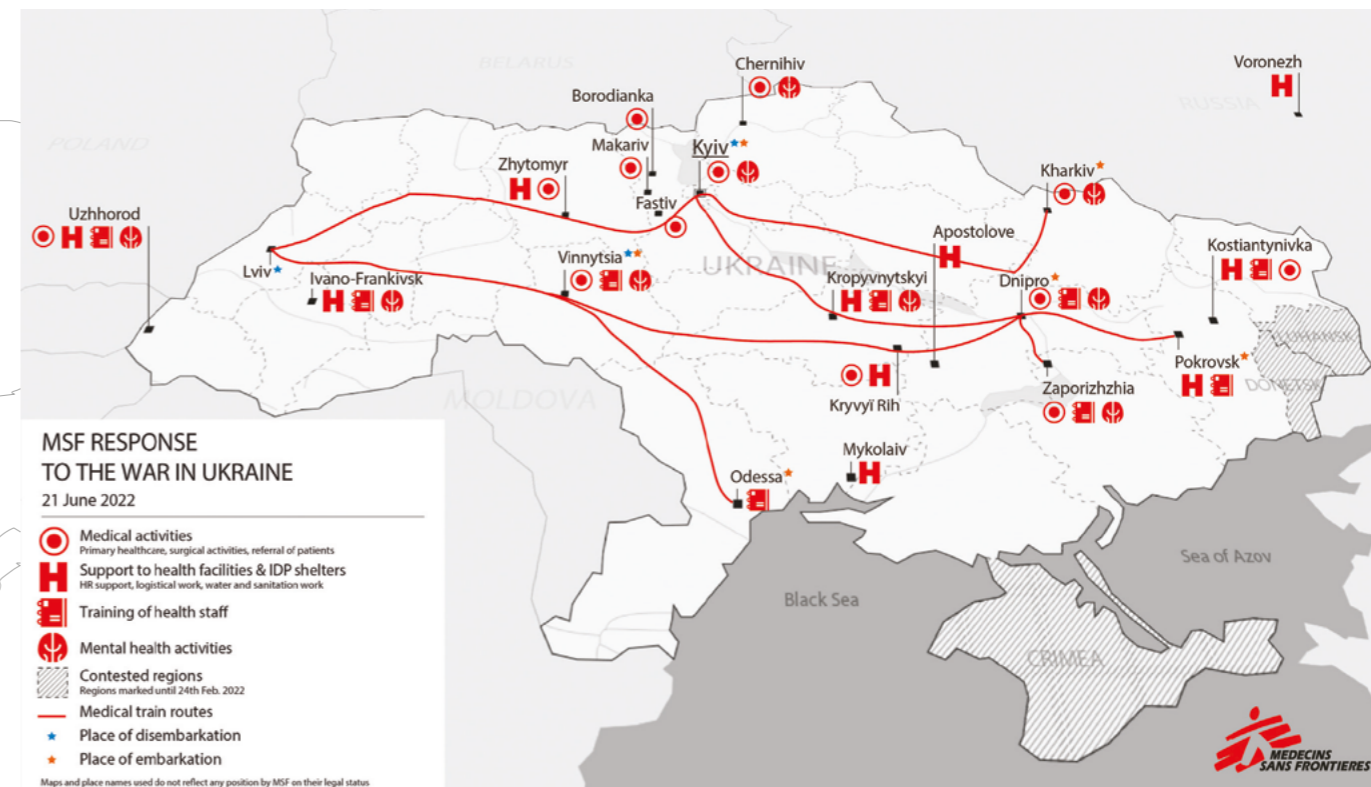 BELARUS
Chernihiv
Voronezh
RUSSIA
Borodianka
POLAND
Makariv
Kyiv
Zhytomyr
Kharkiv
Fastiv
Uzhhorod
Apostolove
Kostiantynivka
Lviv
Vinnytsia
UKRAINE
Ivano-Frankivsk
Kropyvnytskyi
Dnipro
LUHANSK
Pokrovsk
DONETSK
MOLDOVA
Kryvyï Rih
Zaporizhzhia
Mykolaiv
Odessa
Sea of Azov
Black Sea
CRIMEA
MSF RESPONSE
TO THE WAR IN UKRAINE
21 June 2022
Medical activities
Primary healthcare, surgical activities, referral of patients
Support to health facilities & IDP shelters
HR support, logistical work, water and sanitation work
Training of health staff
Mental health activities
Contested regions
Regions marked until 24th Feb. 2022
Medical train routes
Place of disembarkation
Place of embarkation
Maps and place names used do not reflect any position by MSF on their legal status
MEDECINS
SANS FRONTIERES